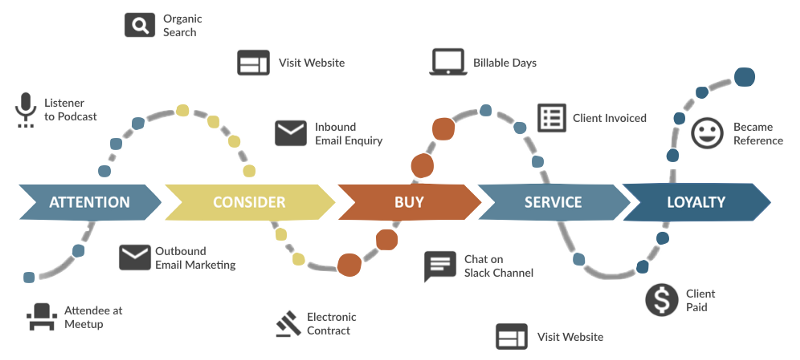 Organic
Search
Visit Website
Billable Days
Listener
to Podcast
Inbound
Email Enquiry
Client Invoiced
Became
Reference
ATTENTION
CONSIDER
BUY
SERVICE
LOYALTY
Outbound
Email Marketing
Chat on
Slack Channel
Client
Paid
Attendee at
Meetup
Electronic
Contract
Visit Website